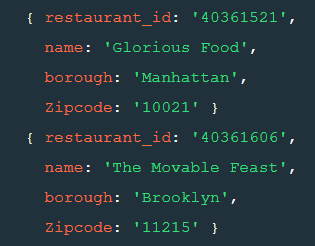 { restaurant_id: '40361521',
name: 'Glorious Food',
borough: 'Manhattan',
Zipcode: '10021' }
{ restaurant_id: '40361606',
name: 'The Movable Feast',
borough: 'Brooklyn',
Zipcode: '11215' }